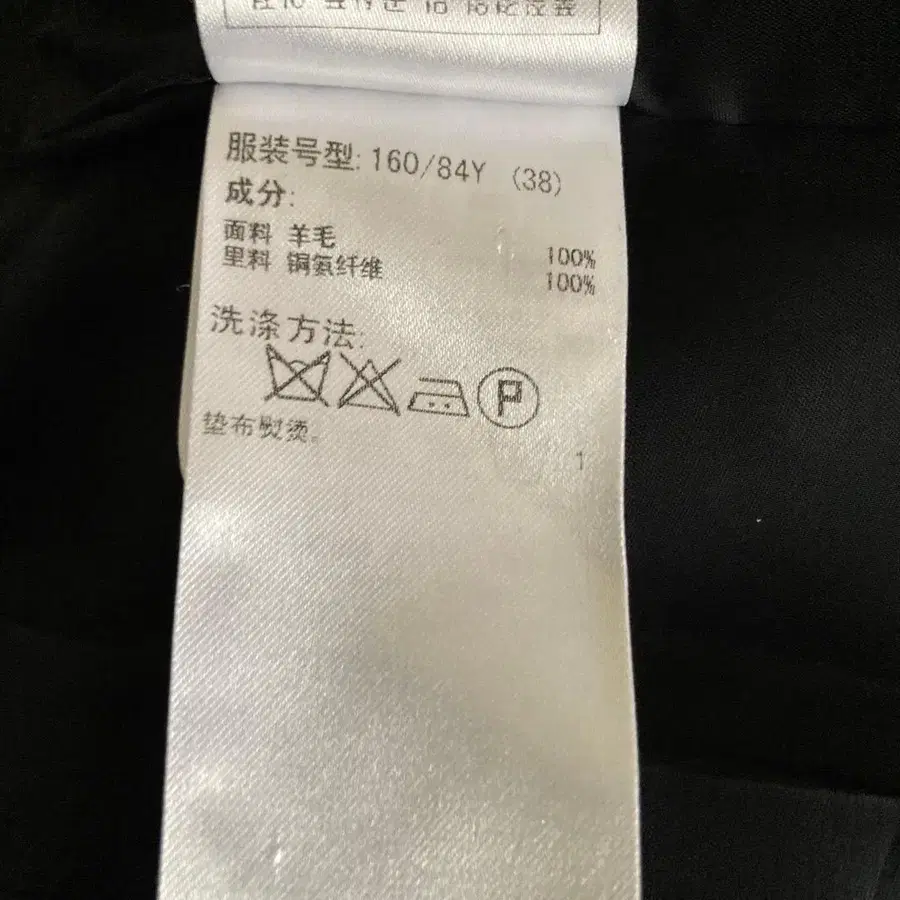 服装号型: 160/84Y (38)
成分:
面料 羊毛 100%
里料 铜氨纤维 100%
洗涤方法:
P
垫布熨烫。
1